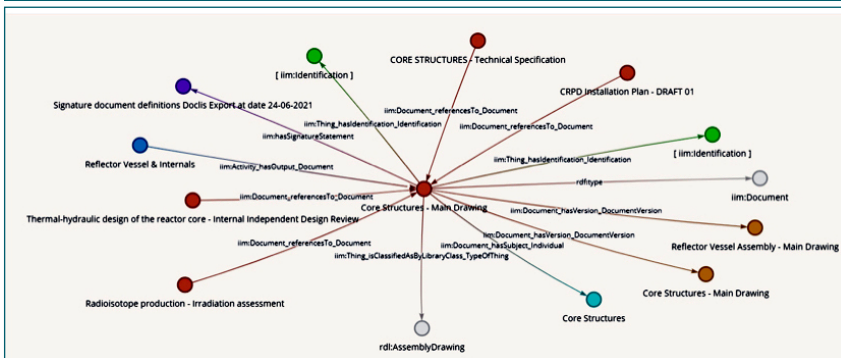 CORE STRUCTURES - Technical Specification
[ iim:Identification ]
CRPD Installation Plan - DRAFT 01
Signature document definitions Doclis Export at date 24-06-2021
iim:Document_referencesTo_Document
iim:Thing_hasIdentification_Identification
iim:Document_referencesTo_Document
iim:hasSignatureStatement
[ iim:Identification ]
iim:Thing_hasIdentification_Identification
Reflector Vessel & Internals
iim:Activity_hasOutput_Document
rdf:type
iim:Document
iim:Document_referencesTo_Document
Core Structures - Main Drawing
iim:Document_hasVersion_DocumentVersion
Thermal-hydraulic design of the reactor core - Internal Independent Design Review
iim:Document_hasVersion_DocumentVersion
iim:Document_referencesTo_Document
iim:Document_hasSubject_Individual
Reflector Vessel Assembly - Main Drawing
iim:Thing_isClassifiedAsByLibraryClass_TypeOfThing
Core Structures - Main Drawing
Radioisotope production - Irradiation assessment
Core Structures
rdl:AssemblyDrawing